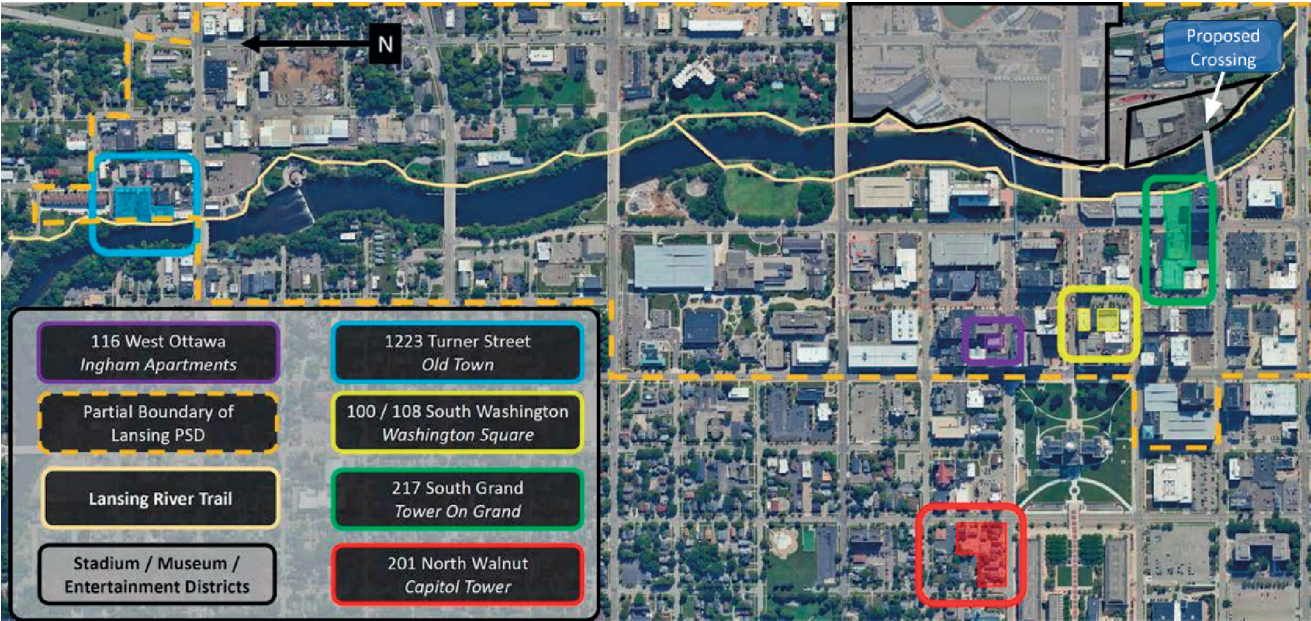 N
Proposed
Crossing
116 West Ottawa
Ingham Apartments
1223 Turner Street
Old Town
Partial Boundary of
Lansing PSD
100 / 108 South Washington
Washington Square
Lansing River Trail
217 South Grand
Tower On Grand
Stadium / Museum /
Entertainment Districts
201 North Walnut
Capitol Tower